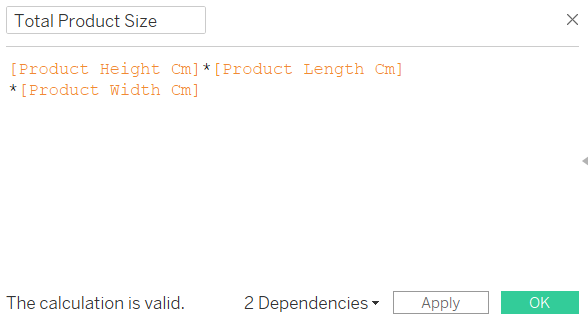 Total Product Size
[Product Height Cm]*[Product Length Cm]
*[Product Width Cm]
The calculation is valid.
2 Dependencies
Apply
OK